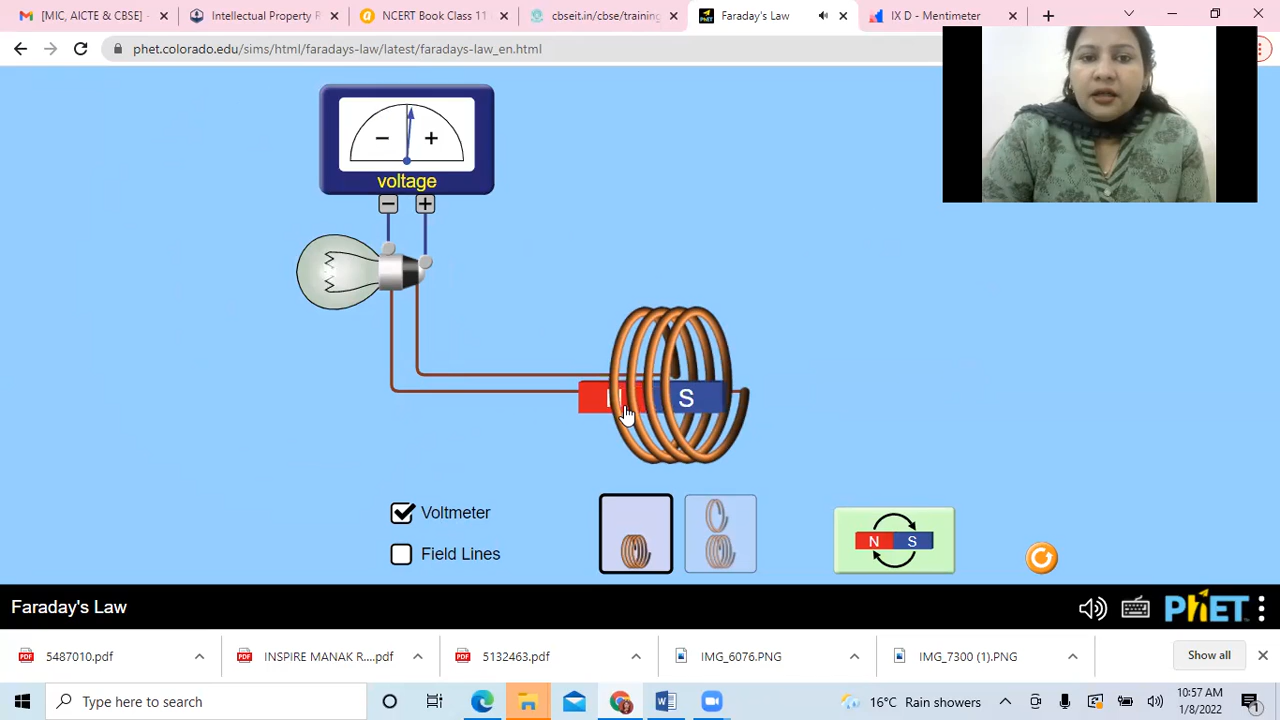 [MIC, AICTE & CBSE]
Intellectual Property R
NCERT Book Class 11
cbseit.in/cbse/training
Faraday's Law
IX D - Mentimeter
phet.colorado.edu/sims/html/faradays-law/latest/faradays-law_en.html
− +
voltage
− +
N S
Voltmeter
Field Lines
N S
Faraday's Law
PhET
5487010.pdf
INSPIRE MANAK R....pdf
5132463.pdf
IMG_6076.PNG
IMG_7300 (1).PNG
Show all
Type here to search
16°C Rain showers
10:57 AM
1/8/2022
1